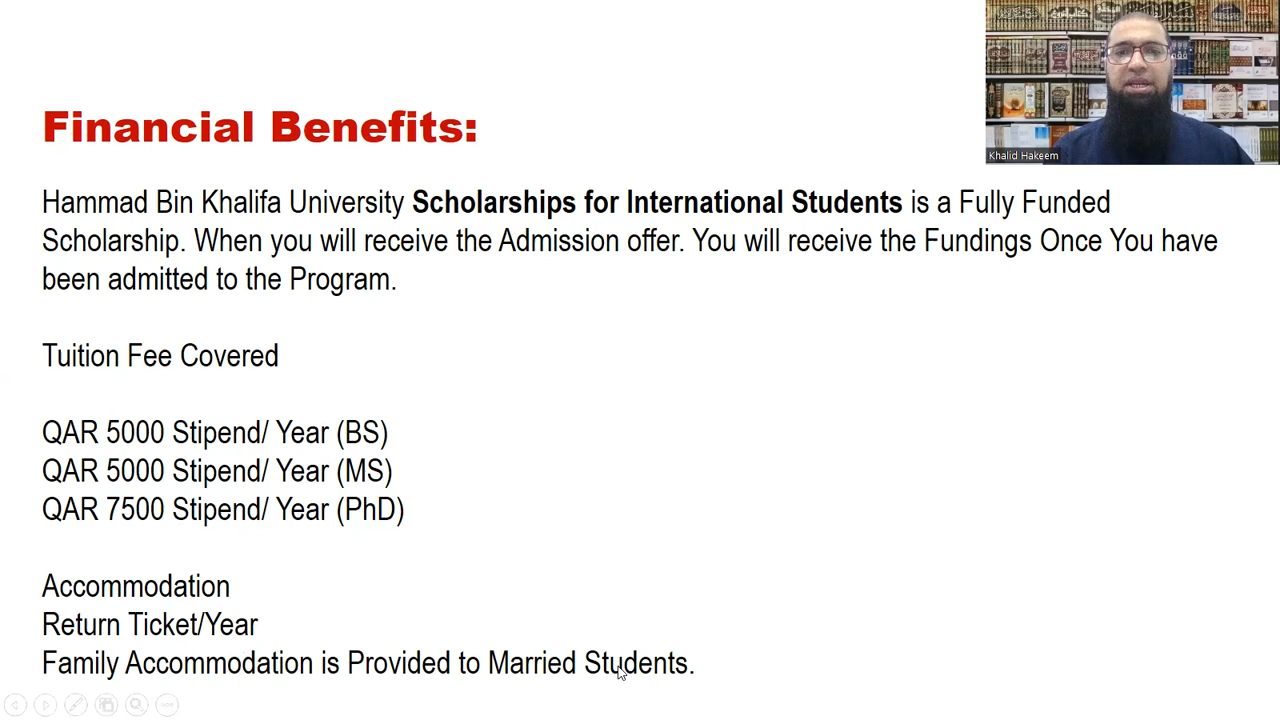 Financial Benefits:
Khalid Hakeem
Hammad Bin Khalifa University Scholarships for International Students is a Fully Funded
Scholarship. When you will receive the Admission offer. You will receive the Fundings Once You have
been admitted to the Program.
Tuition Fee Covered
QAR 5000 Stipend/ Year (BS)
QAR 5000 Stipend/ Year (MS)
QAR 7500 Stipend/ Year (PhD)
Accommodation
Return Ticket/Year
Family Accommodation is Provided to Married Students.